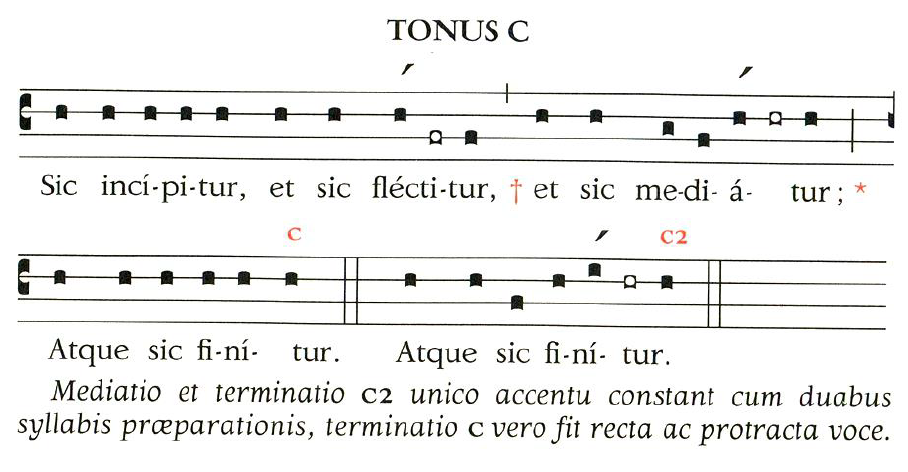 TONUS C
Sic incí-pi-tur, et sic flécti-tur, † et sic me-di- á- tur ; *
C C2
Atque sic fi-ní- tur. Atque sic fi-ní- tur.
Mediatio et terminatio C2 unico accentu constant cum duabus
syllabis præparationis, terminatio C vero fit recta ac protracta voce.